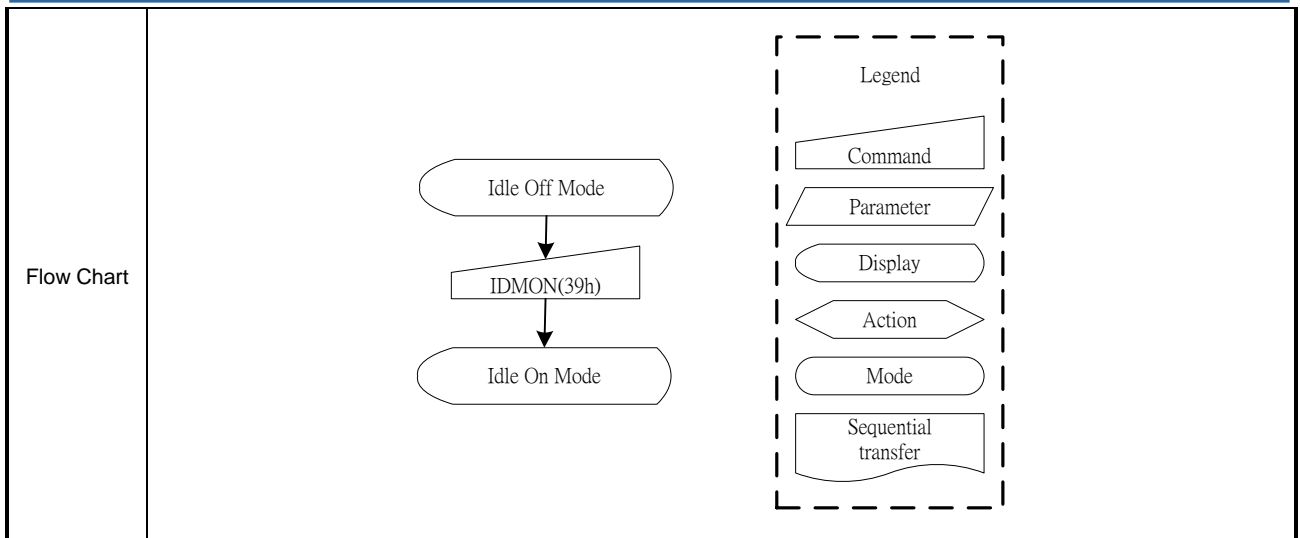 Flow Chart
Idle Off Mode
IDMON(39h)
Idle On Mode
Legend
Command
Parameter
Display
Action
Mode
Sequential
transfer